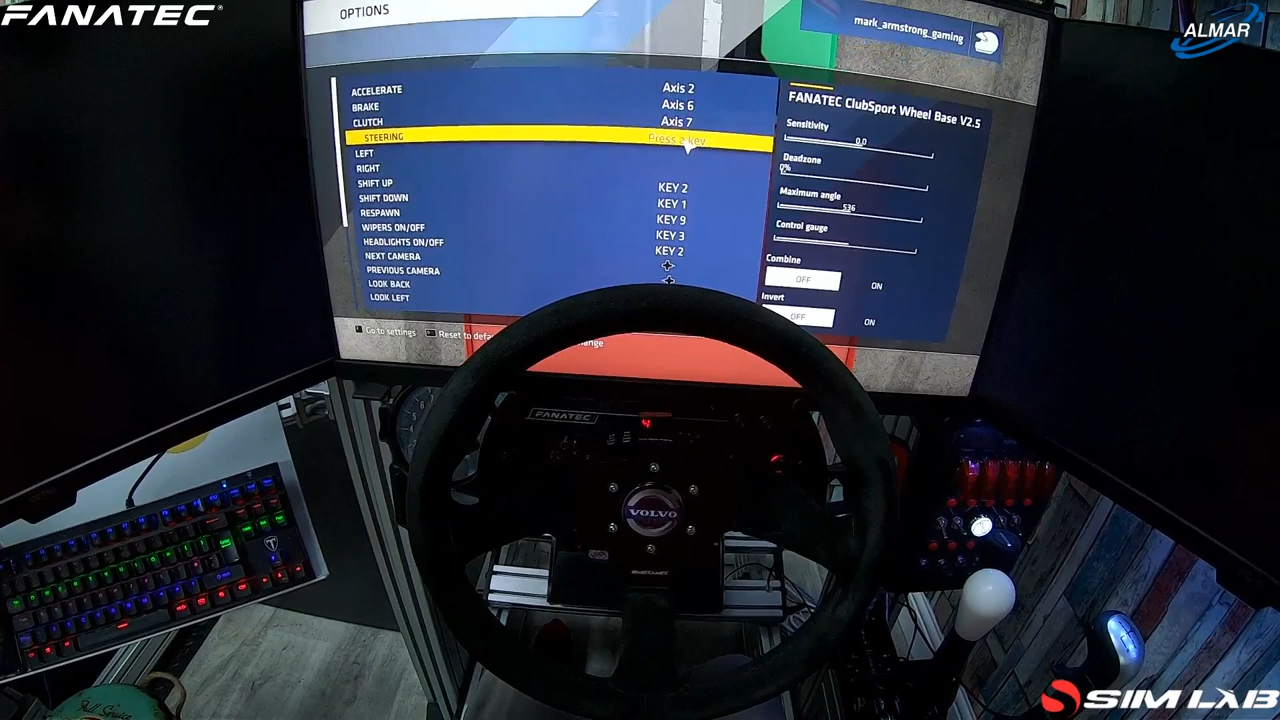 FANATEC
OPTIONS
mark_armstrong_gaming
ALMAR
ACCELERATE Axis 2
BRAKE Axis 6
CLUTCH Axis 7
STEERING Press a key
LEFT
RIGHT
SHIFT UP KEY 2
SHIFT DOWN KEY 1
RESPAWN KEY 9
WIPERS ON/OFF KEY 3
HEADLIGHTS ON/OFF KEY 2
NEXT CAMERA
PREVIOUS CAMERA
LOOK BACK
LOOK LEFT
FANATEC ClubSport Wheel Base V2.5
Sensitivity
0.0
Deadzone
0%
Maximum angle
536
Control gauge
Combine
OFF ON
Invert
OFF ON
Go to settings Reset to defa
hange
FANATEC
4
VOLVO
Full Service
SIM LAB